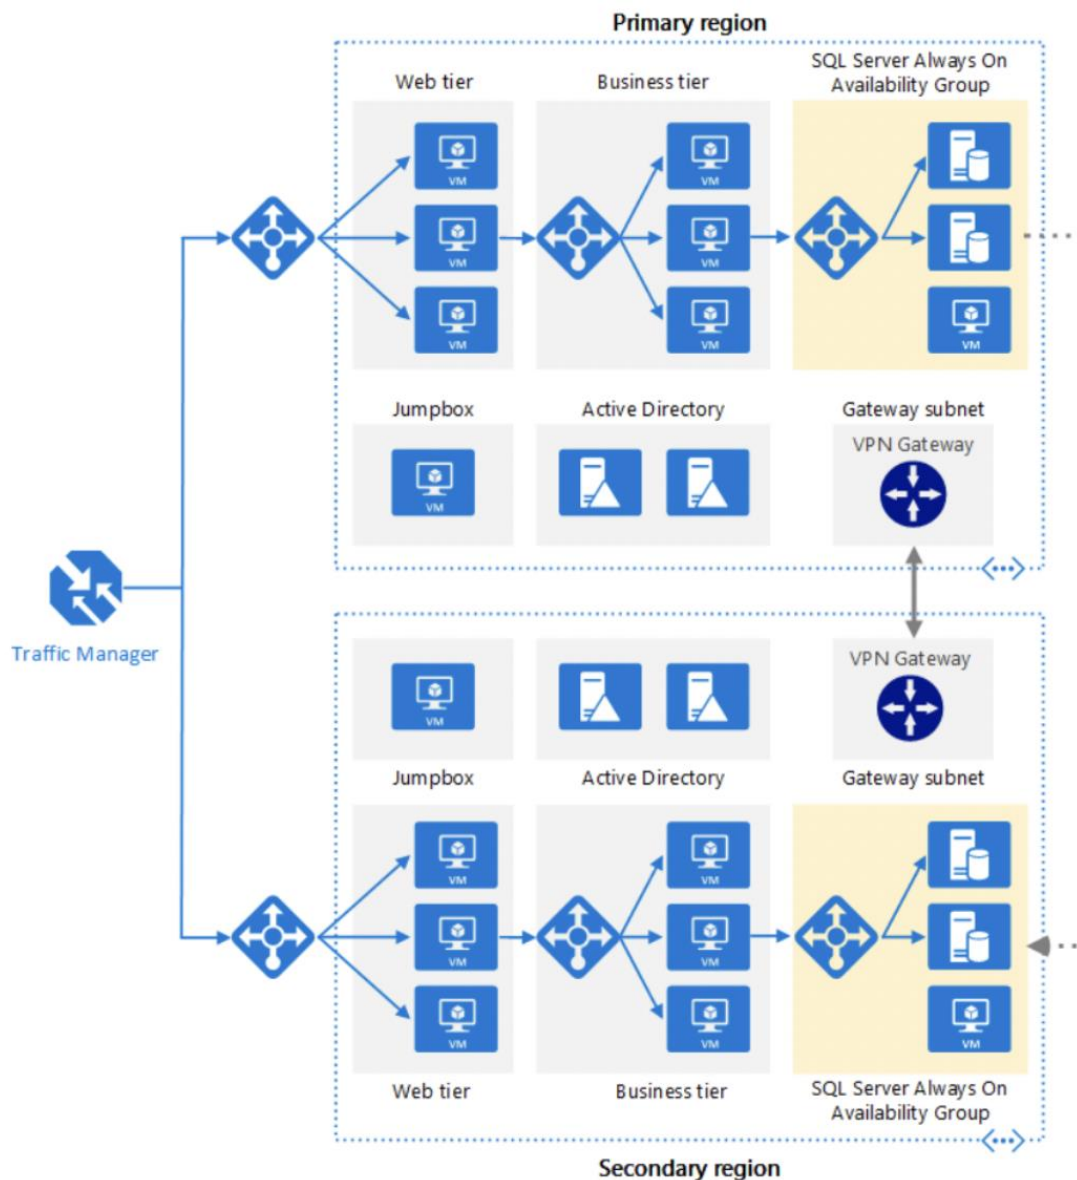 Primary region
Web tier
Business tier
SQL Server Always On
Availability Group
VM
VM
VM
VM
VM
VM
VM
Jumpbox
Active Directory
Gateway subnet
VPN Gateway
VM
Traffic Manager
VPN Gateway
VM
Jumpbox
Active Directory
Gateway subnet
VM
VM
VM
VM
VM
VM
VM
Web tier
Business tier
SQL Server Always On
Availability Group
Secondary region